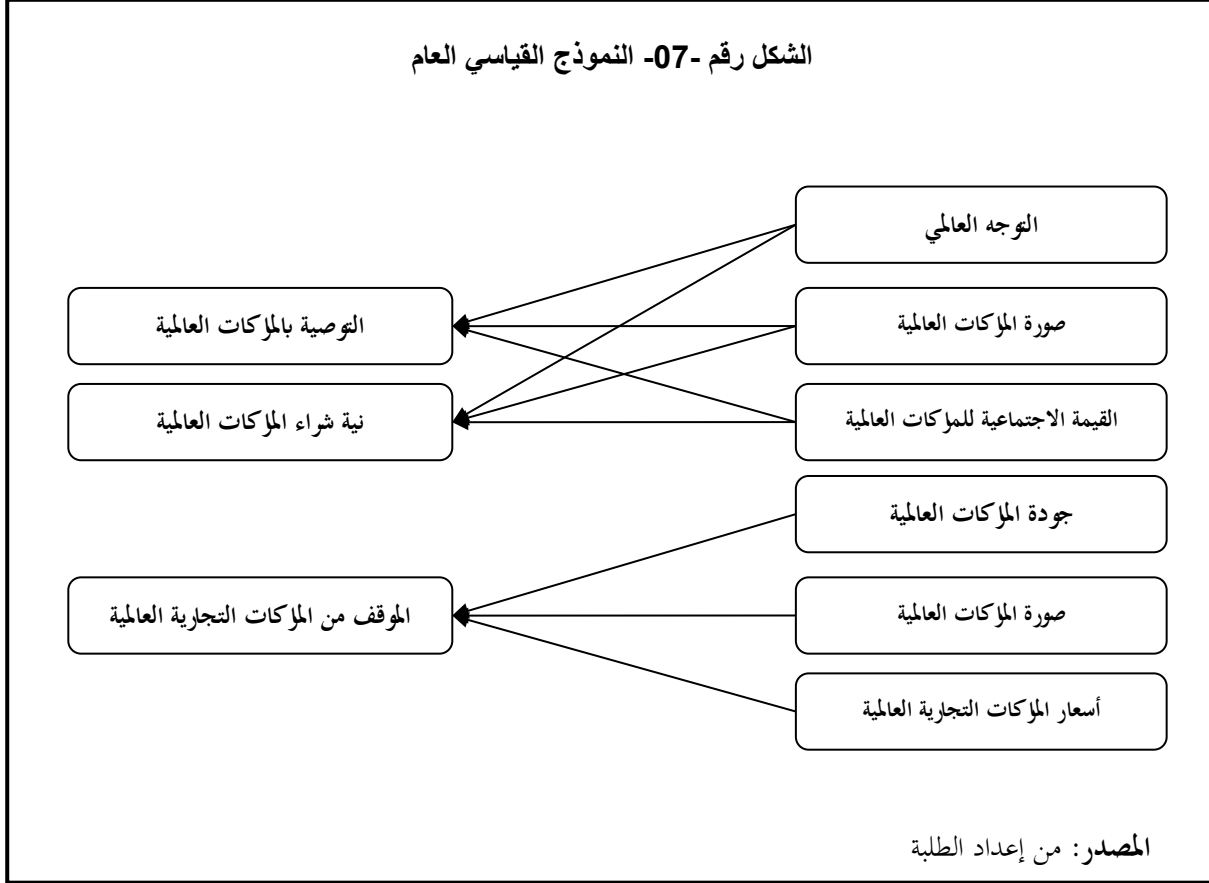 الشكل رقم -07- النموذج القياسي العام
التوجه العالمي
صورة الماركات العالمية
القيمة الاجتماعية للماركات العالمية
جودة الماركات العالمية
صورة الماركات العالمية
أسعار الماركات التجارية العالمية
التوصية بالماركات العالمية
نية شراء الماركات العالمية
الموقف من الماركات التجارية العالمية
المصدر: من إعداد الطلبة